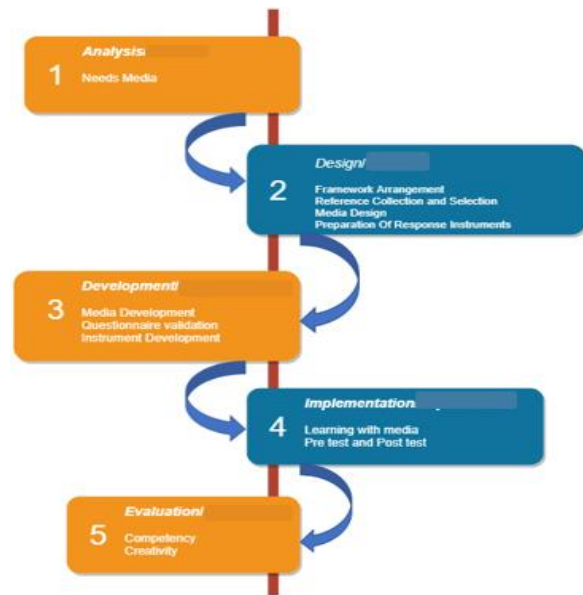 Analysis/
1
Needs Media
Design/
2
Framework Arrangement
Reference Collection and Selection
Media Design
Preparation Of Response Instruments
Development/
3
Media Development
Questionnaire validation
Instrument Development
Implementation/
4
Learning with media
Pre test and Post test
Evaluation/
5
Competency
Creativity